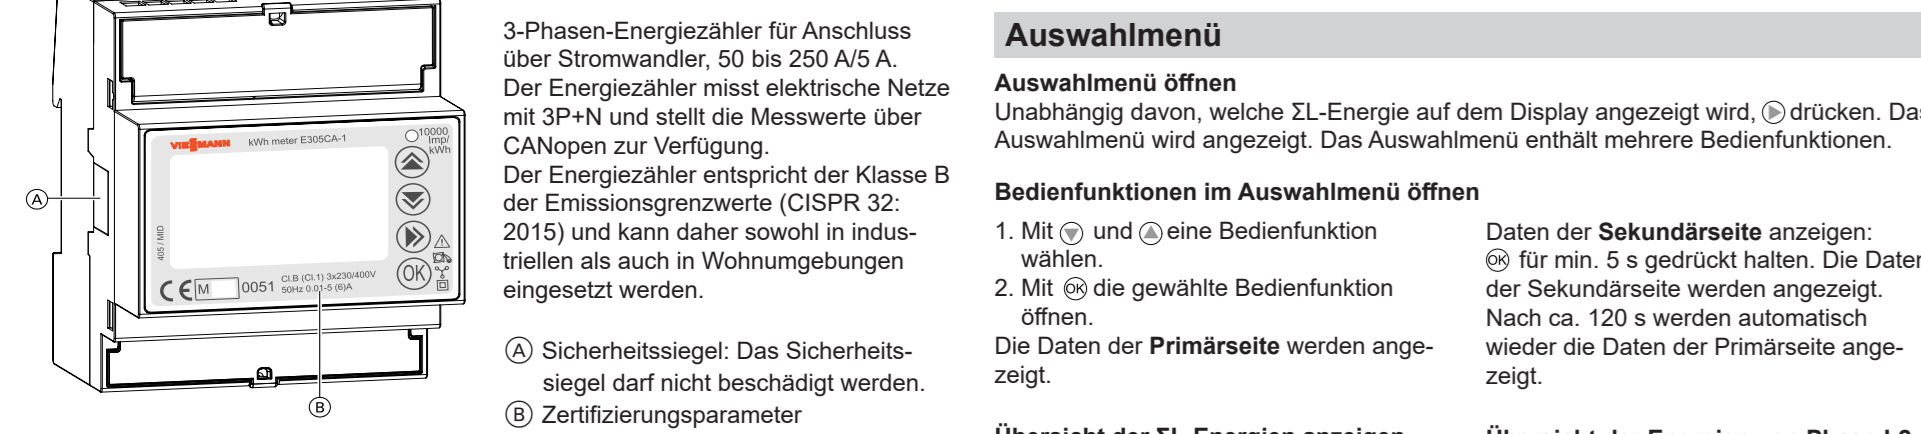 VIESMANN
kWh meter E305CA-1
10000
Imp/
kWh
405 / MID
OK
CE M 0051
Cl.B (Cl.1) 3x230/400V
50Hz 0.01-5 (6)A
A
B
3-Phasen-Energiezähler für Anschluss
über Stromwandler, 50 bis 250 A/5 A.
Der Energiezähler misst elektrische Netze
mit 3P+N und stellt die Messwerte über
CANopen zur Verfügung.
Der Energiezähler entspricht der Klasse B
der Emissionsgrenzwerte (CISPR 32:
2015) und kann daher sowohl in indus-
triellen als auch in Wohnumgebungen
eingesetzt werden.
A Sicherheitssiegel: Das Sicherheits-
siegel darf nicht beschädigt werden.
B Zertifizierungsparameter
Auswahlmenü
Auswahlmenü öffnen
Unabhängig davon, welche ΣL-Energie auf dem Display angezeigt wird, drücken. Das
Auswahlmenü wird angezeigt. Das Auswahlmenü enthält mehrere Bedienfunktionen.
Bedienfunktionen im Auswahlmenü öffnen
1. Mit und eine Bedienfunktion
wählen.
2. Mit OK die gewählte Bedienfunktion
öffnen.
Die Daten der Primärseite werden ange-
zeigt.
Übersicht der ΣL-Energien anzeigen
Daten der Sekundärseite anzeigen:
OK für min. 5 s gedrückt halten. Die Daten
der Sekundärseite werden angezeigt.
Nach ca. 120 s werden automatisch
wieder die Daten der Primärseite ange-
zeigt.